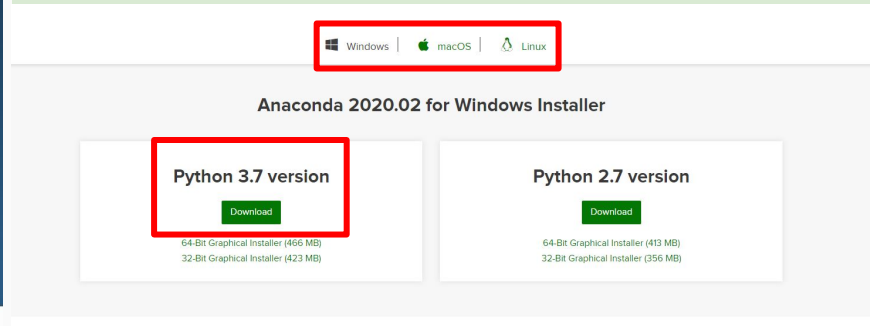 Windows | macOS | Linux
Anaconda 2020.02 for Windows Installer
Python 3.7 version
Download
64-Bit Graphical Installer (466 MB)
32-Bit Graphical Installer (423 MB)
Python 2.7 version
Download
64-Bit Graphical Installer (413 MB)
32-Bit Graphical Installer (356 MB)